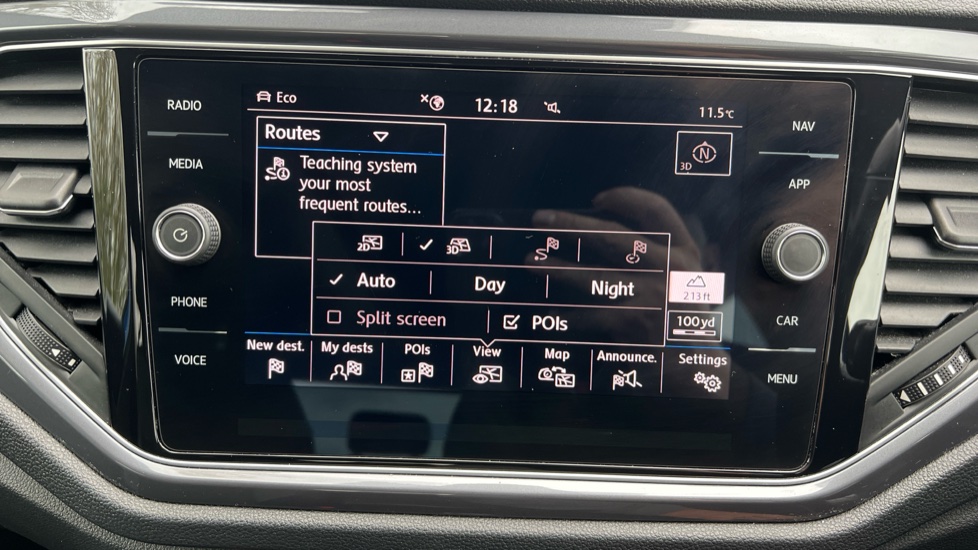 RADIO
MEDIA
PHONE
VOICE
Eco
12:18
11.5°C
Routes
Teaching system
your most
frequent routes...
N
3D
2D
3D
Auto Day Night
Split screen POIs
213 ft
100yd
New dest. My dests POIs View Map Announce. Settings
NAV
APP
CAR
MENU